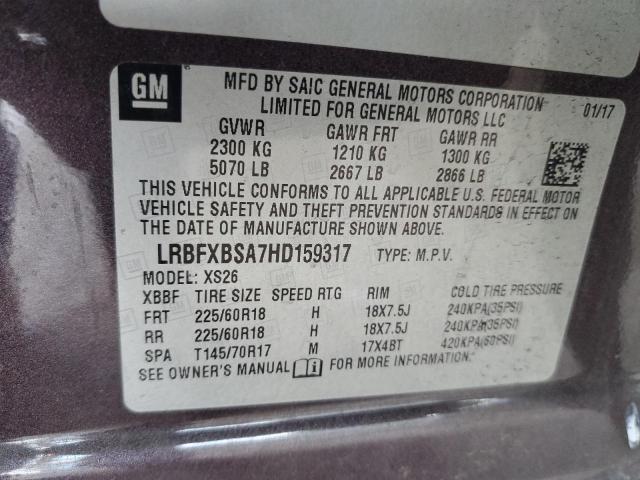 GM
MFD BY SAIC GENERAL MOTORS CORPORATION
LIMITED FOR GENERAL MOTORS LLC
01/17
GVWR GAWR FRT GAWR RR
2300 KG 1210 KG 1300 KG
5070 LB 2667 LB 2866 LB
THIS VEHICLE CONFORMS TO ALL APPLICABLE U.S. FEDERAL MOTOR
VEHICLE SAFETY AND THEFT PREVENTION STANDARDS IN EFFECT ON
THE DATE OF MANUFACTURE SHOWN ABOVE.
LRBFXBSA7HD159317 TYPE: M.P.V.
MODEL: XS26
XBBF TIRE SIZE SPEED RTG RIM COLD TIRE PRESSURE
FRT 225/60R18 H 18X7.5J 240KPA(35PSI)
RR 225/60R18 H 18X7.5J 240KPA(35PSI)
SPA T145/70R17 M 17X4BT 420KPA(60PSI)
SEE OWNER'S MANUAL i FOR MORE INFORMATION.